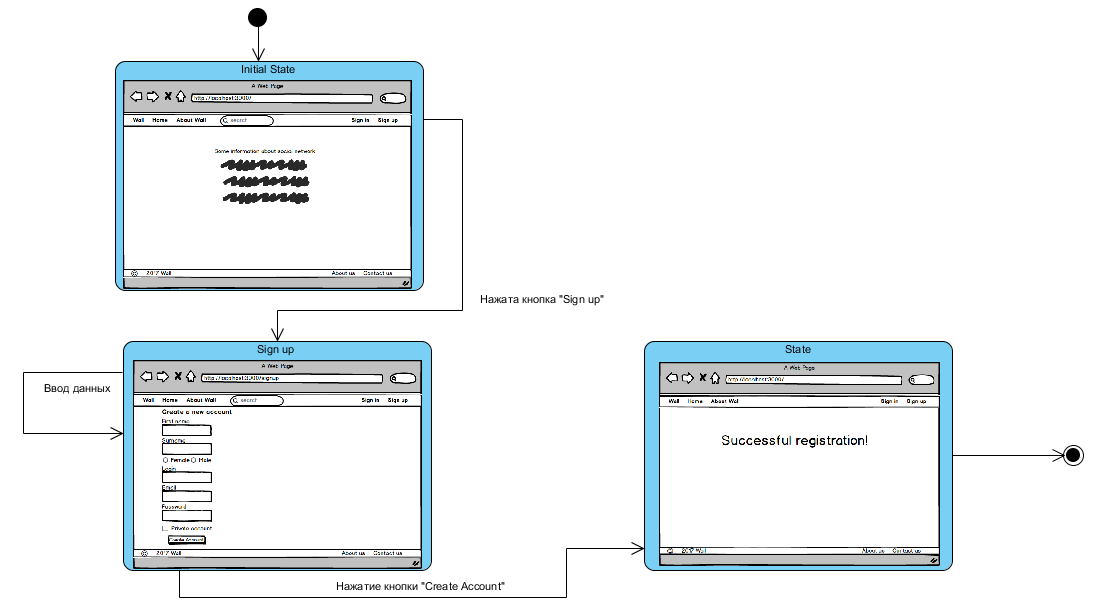 Initial State
A Web Page
http://localhost:3000/
Wall Home About Wall search Sign in Sign up
Some information about social network
© 2017 Wall About us Contact us
Нажата кнопка "Sign up"
Sign up
A Web Page
http://localhost:3000/signup
Wall Home About Wall search Sign in Sign up
Create a new account
First name
Surname
Female Male
Login
Email
Password
Private account
Create Account
© 2017 Wall About us Contact us
Ввод данных
Нажатие кнопки "Create Account"
State
A Web Page
http://localhost:3000/
Wall Home About Wall Sign in Sign up
Successful registration!
© 2017 Wall About us Contact us